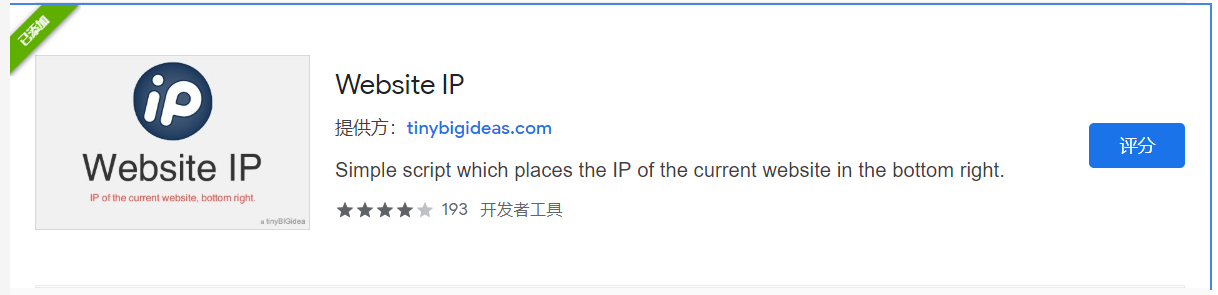 已添加
iP
Website IP
IP of the current website, bottom right.
a tinyBIGidea
Website IP
提供方：tinybigideas.com
Simple script which places the IP of the current website in the bottom right.
193 开发者工具
评分